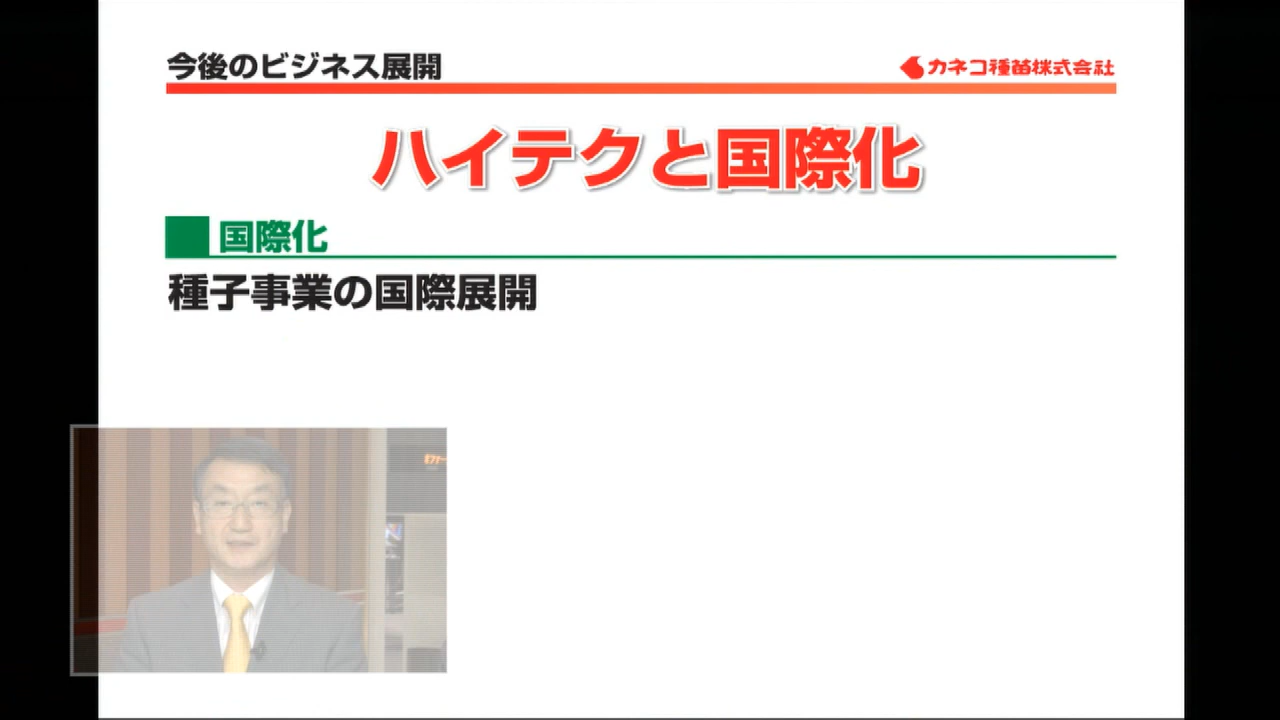 今後のビジネス展開
カネコ種苗株式会社
ハイテクと国際化
国際化
種子事業の国際展開